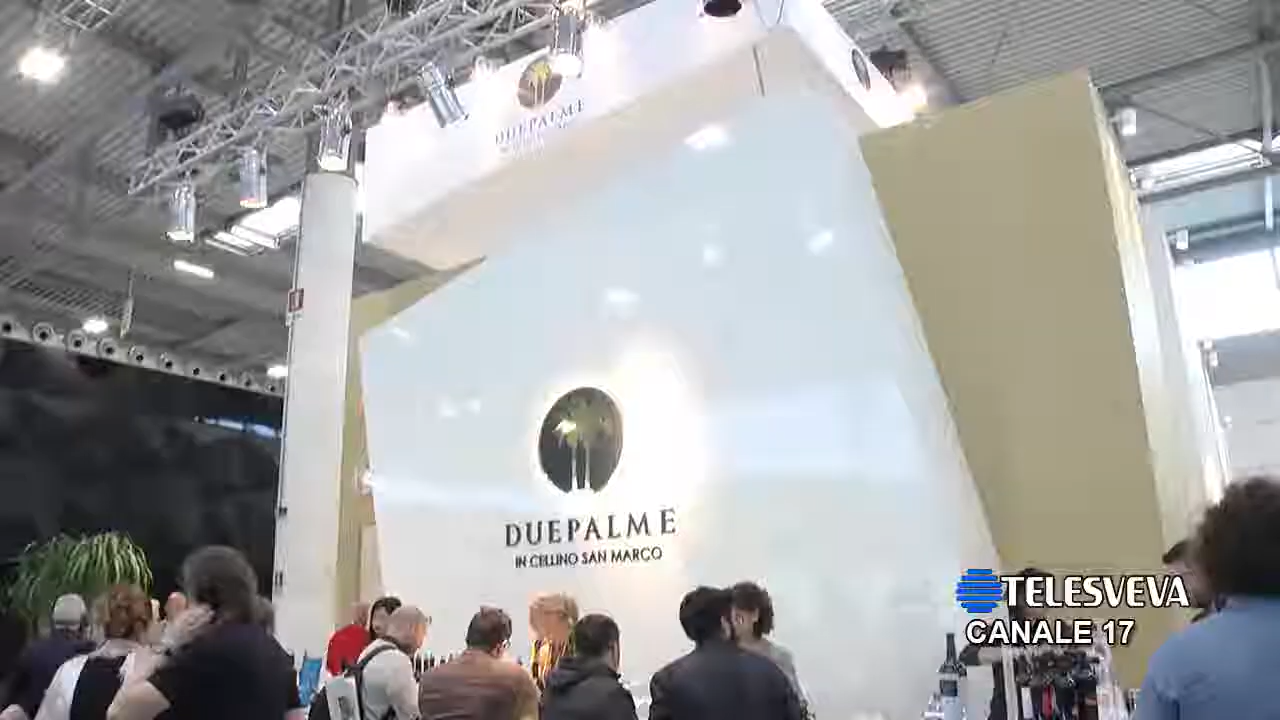 DUEPALME
DUEPALME
IN CELLINO SAN MARCO
TELESVEVA
CANALE 17